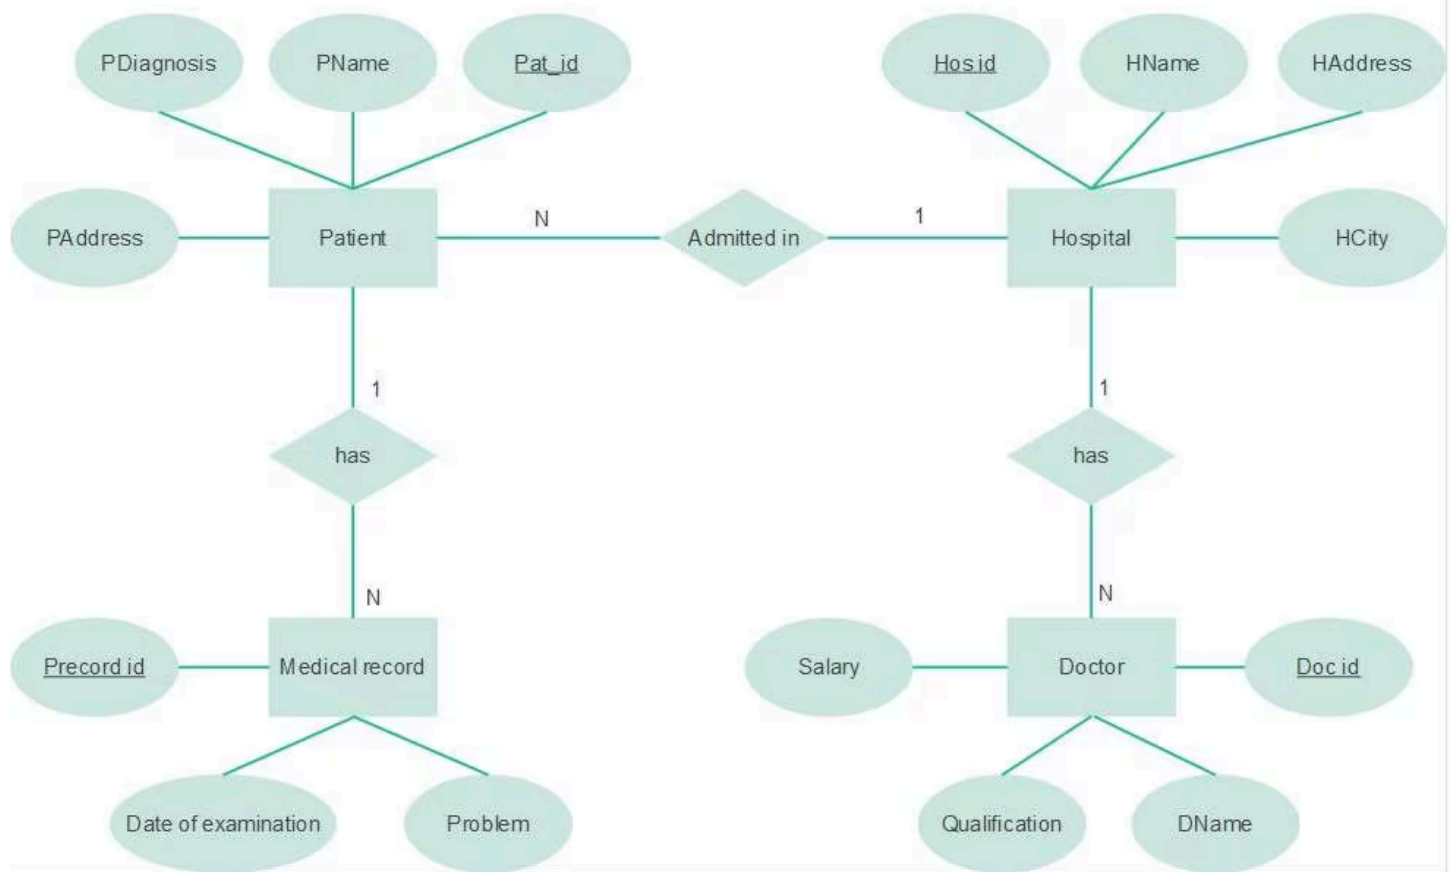 PDiagnosis
PName
Pat_id
Hos id
HName
HAddress
PAddress
Patient
N
Admitted in
1
Hospital
HCity
1
1
has
has
N
N
Precord id
Medical record
Salary
Doctor
Doc id
Date of examination
Problem
Qualification
DName